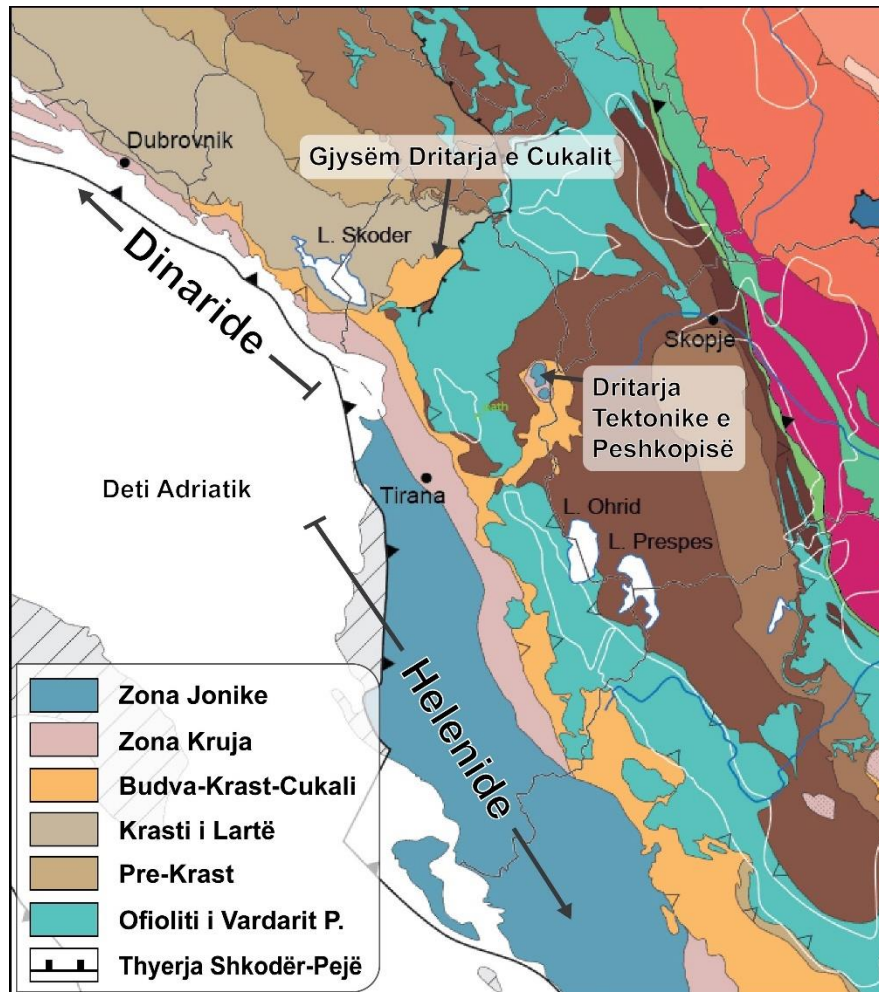 Dubrovnik
Gjysëm Dritarja e Cukalit
L. Skoder
Dinaride
Skopje
Dritarja
Tektonike e
Peshkopisë
Tirana
Deti Adriatik
L. Ohrid
L. Prespes
Helenide
Zona Jonike
Zona Kruja
Budva-Krast-Cukali
Krasti i Lartë
Pre-Krast
Ofioliti i Vardarit P.
Thyerja Shkodër-Pejë